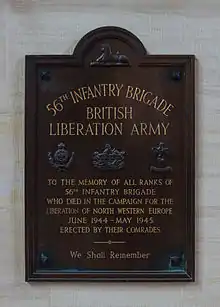 56TH INFANTRY BRIGADE
BRITISH
LIBERATION ARMY
TO THE MEMORY OF ALL RANKS OF
56TH INFANTRY BRIGADE
WHO DIED IN THE CAMPAIGN FOR THE
LIBERATION OF NORTH WESTERN EUROPE
JUNE 1944 - MAY 1945
ERECTED BY THEIR COMRADES
We Shall Remember